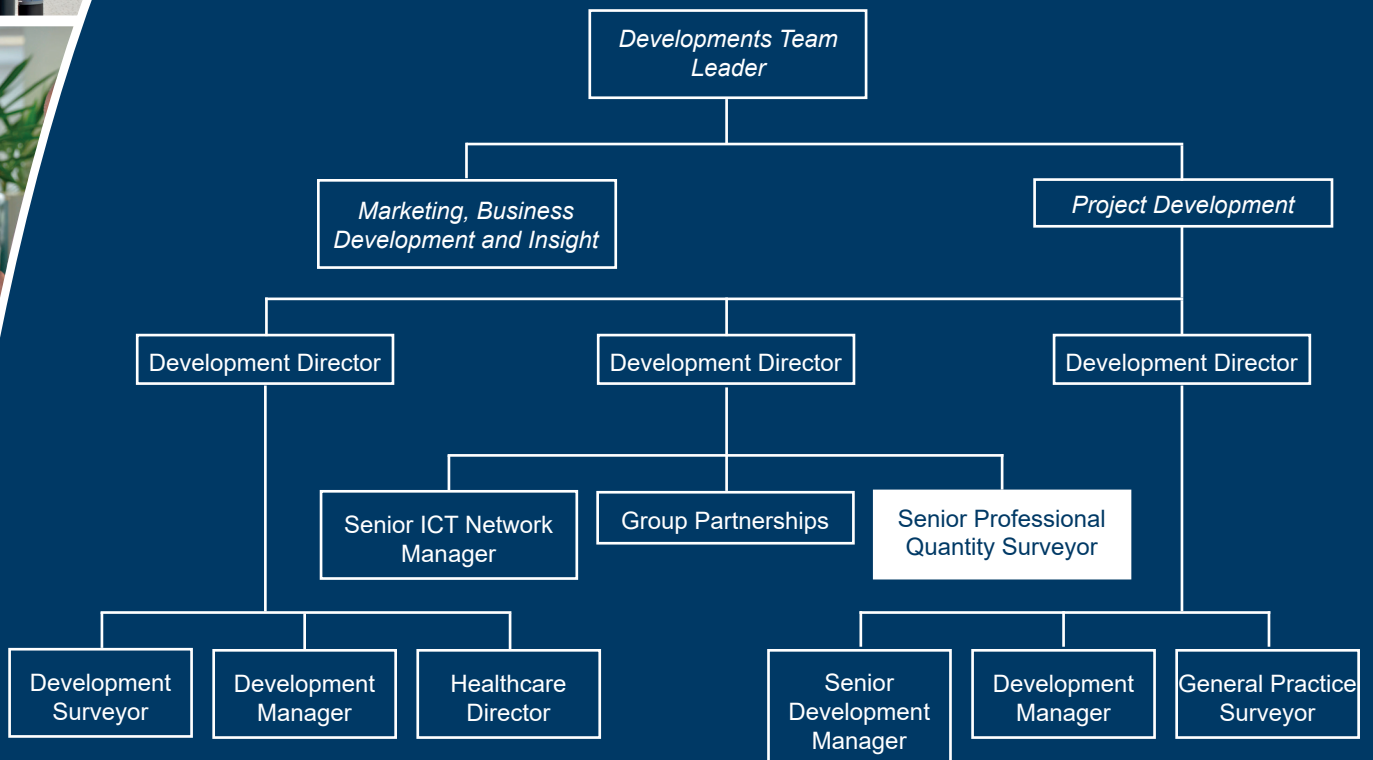 Developments Team
Leader
Marketing, Business
Development and Insight
Project Development
Development Director
Development Director
Development Director
Senior ICT Network
Manager
Group Partnerships
Senior Professional
Quantity Surveyor
Development
Surveyor
Development
Manager
Healthcare
Director
Senior
Development
Manager
Development
Manager
General Practice
Surveyor